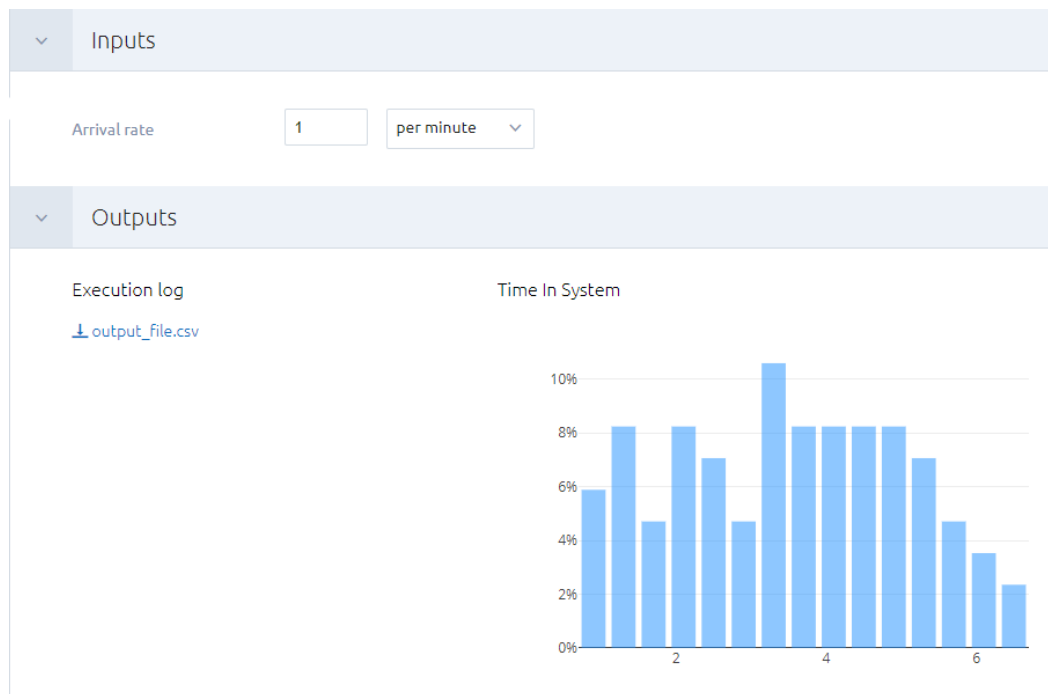 Inputs
Arrival rate 1 per minute
Outputs
Execution log Time In System
output_file.csv
10%
8%
6%
4%
2%
0%
2 4 6